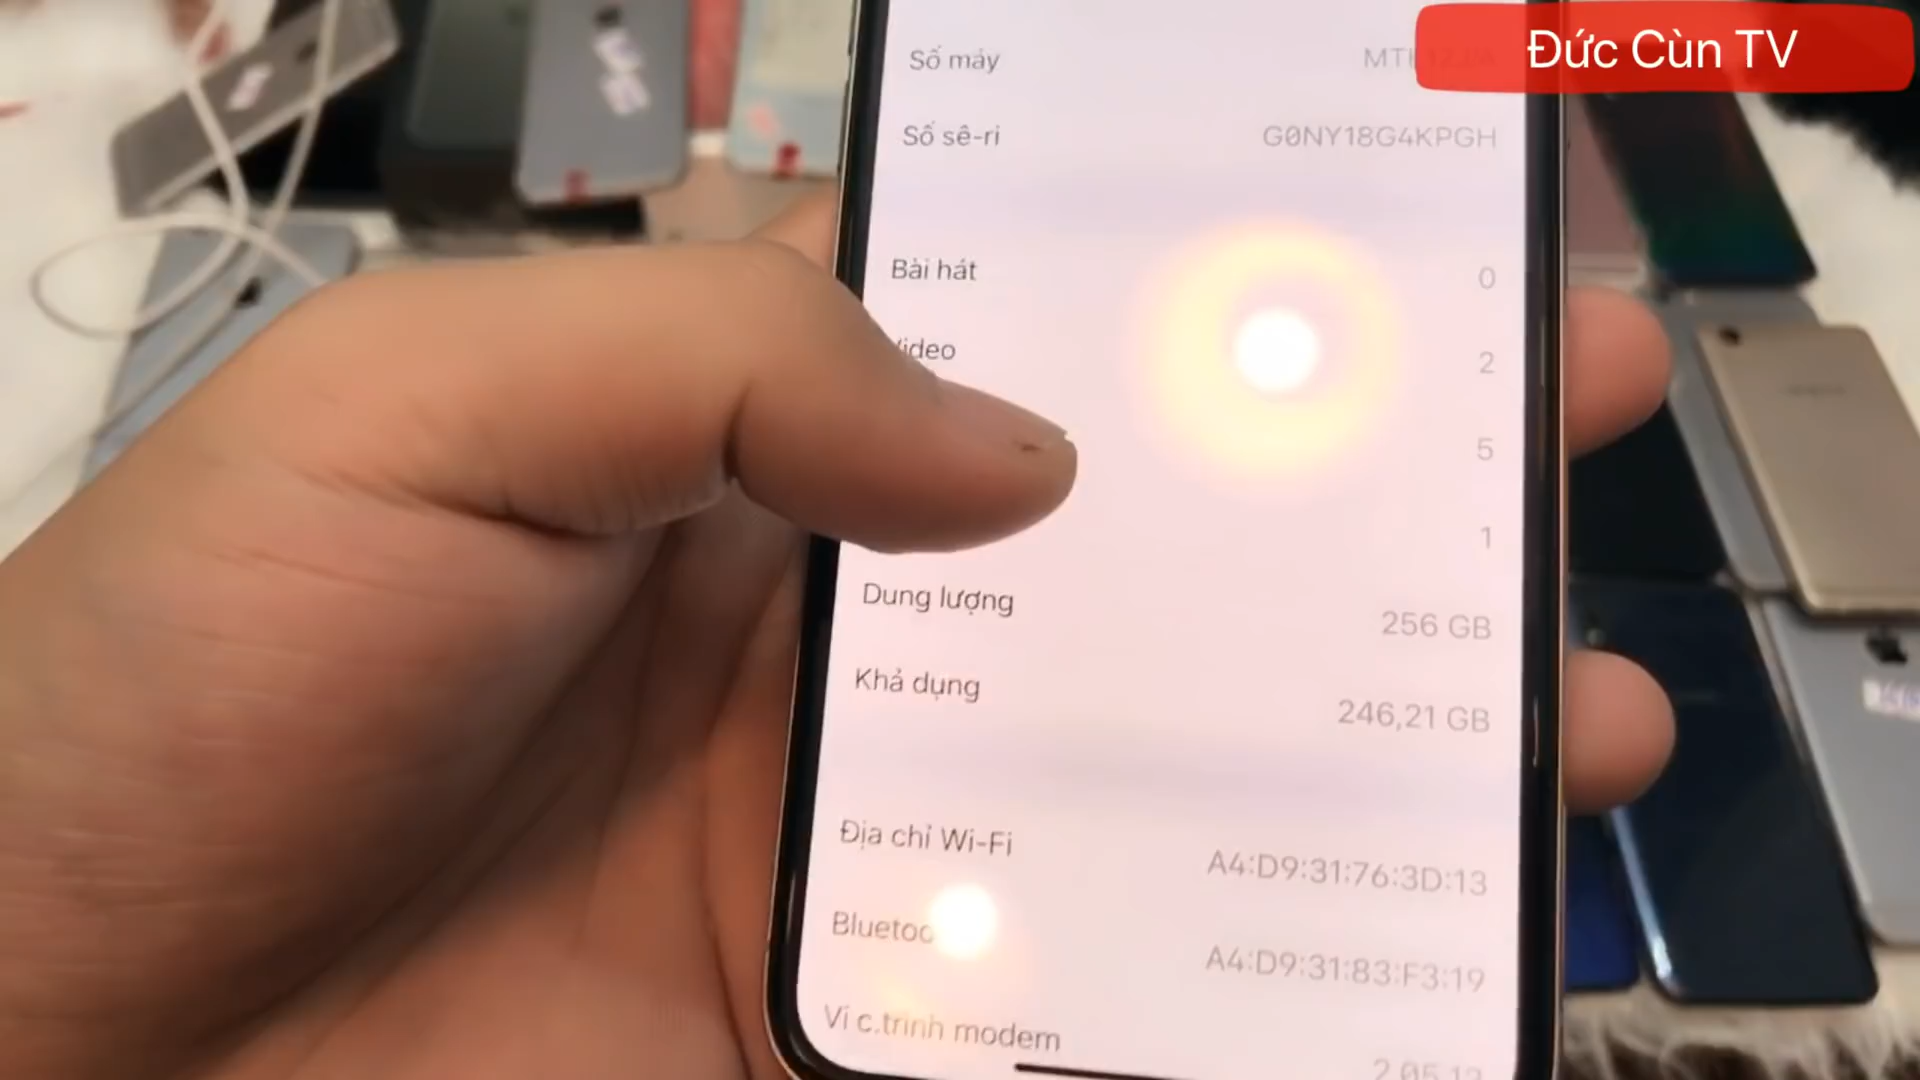 Đức Cùn TV
Số máy
Số sê-ri G0NY18G4KPGH
Bài hát 0
2
5
1
Dung lượng 256 GB
Khả dụng 246,21 GB
Địa chỉ Wi-Fi A4:D9:31:76:3D:13
A4:D9:31:83:F3:19
Vi c.trình modem